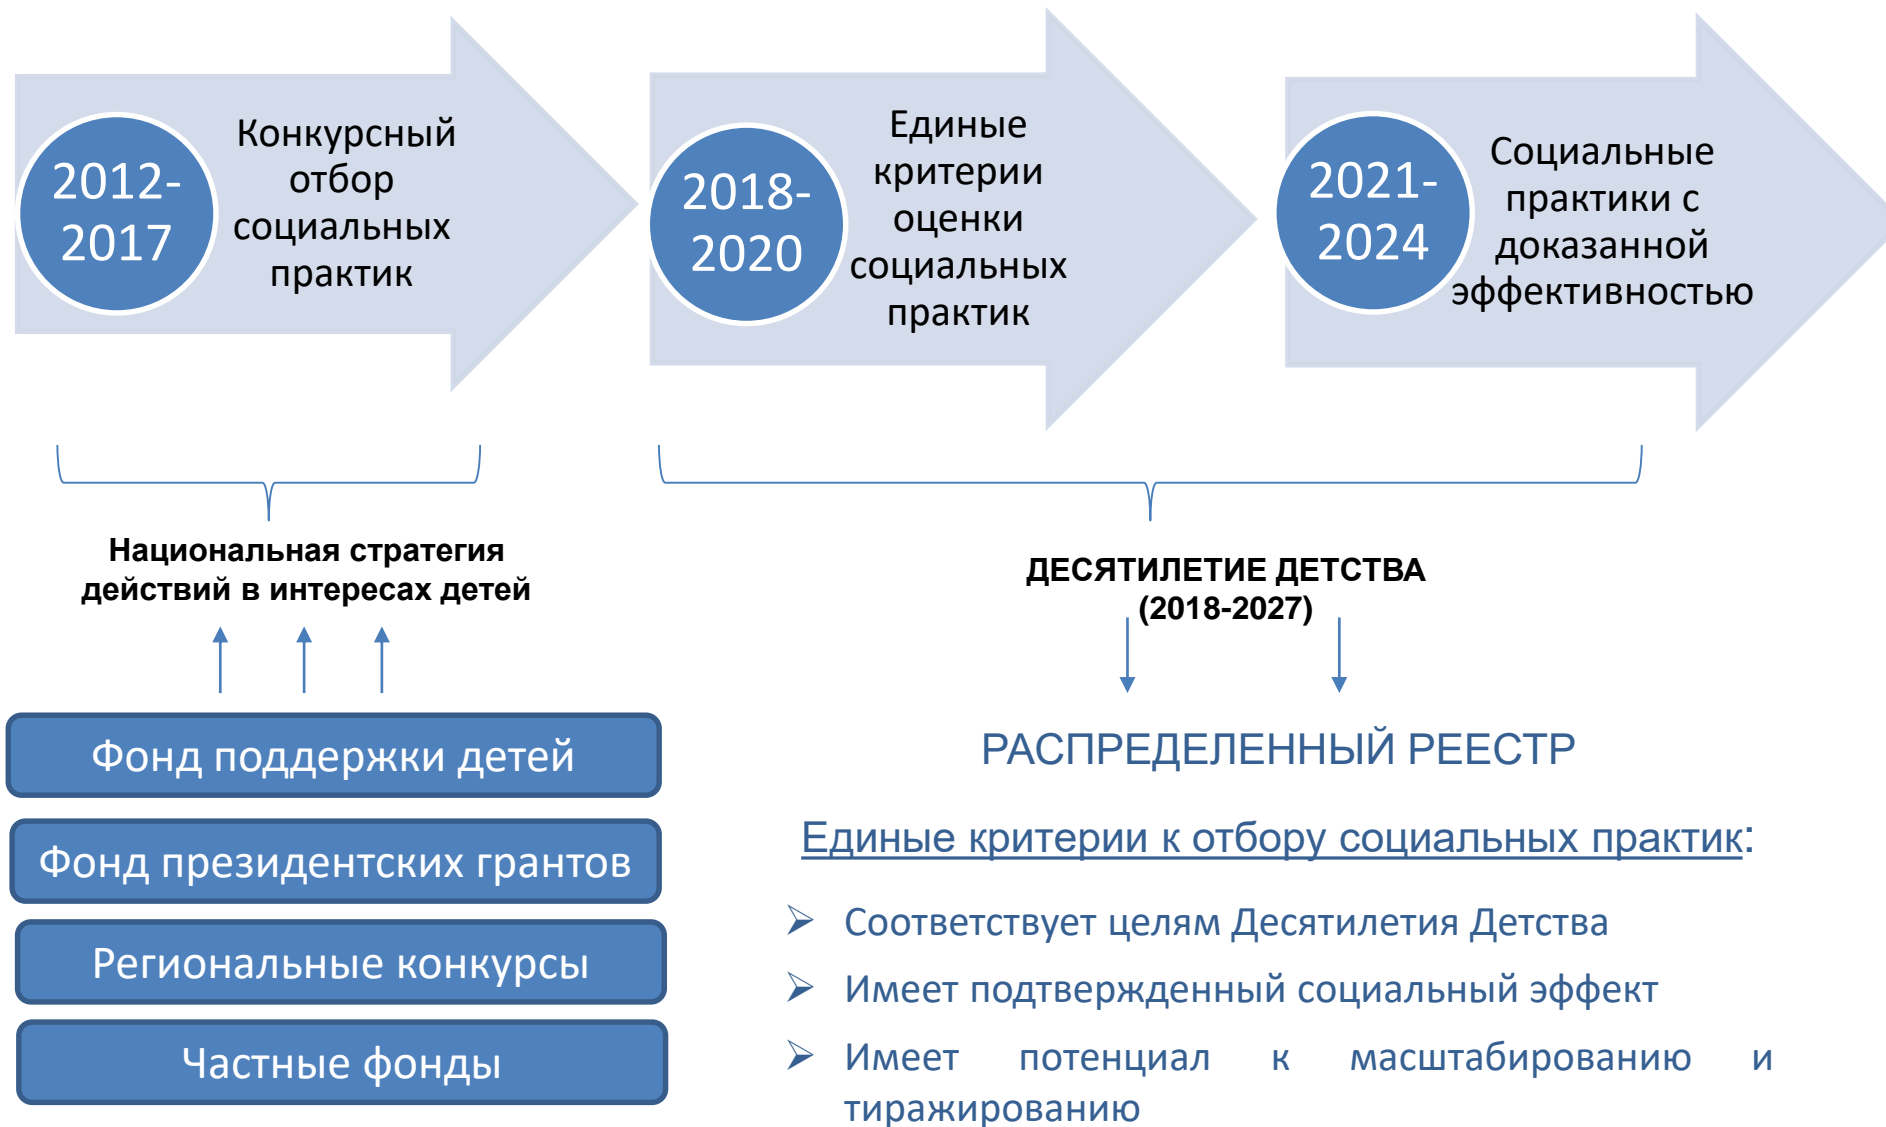 2012-
2017
Конкурсный
отбор
социальных
практик
2018-
2020
Единые
критерии
оценки
социальных
практик
2021-
2024
Социальные
практики с
доказанной
эффективностью
Национальная стратегия
действий в интересах детей
Фонд поддержки детей
Фонд президентских грантов
Региональные конкурсы
Частные фонды
ДЕСЯТИЛЕТИЕ ДЕТСТВА
(2018-2027)
РАСПРЕДЕЛЕННЫЙ РЕЕСТР
Единые критерии к отбору социальных практик:
➢ Соответствует целям Десятилетия Детства
➢ Имеет подтвержденный социальный эффект
➢ Имеет потенциал к масштабированию и
тиражированию